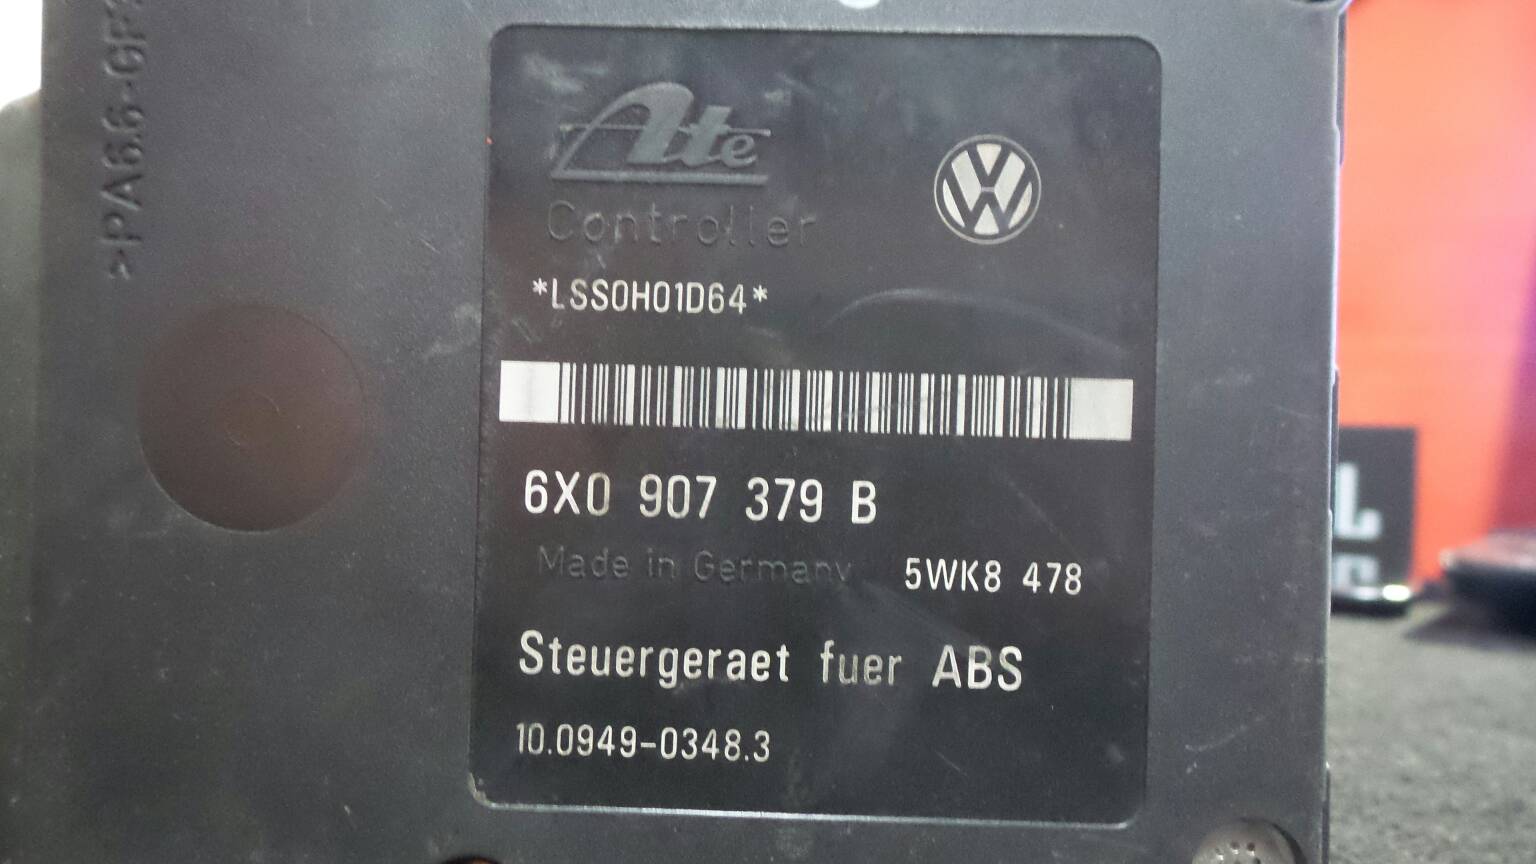 >PA6.6-GF
Ate
Controller
*LSS0H01D64*
6X0 907 379 B
Made in Germany
5WK8 478
Steuergeraet fuer ABS
10.0949-0348.3